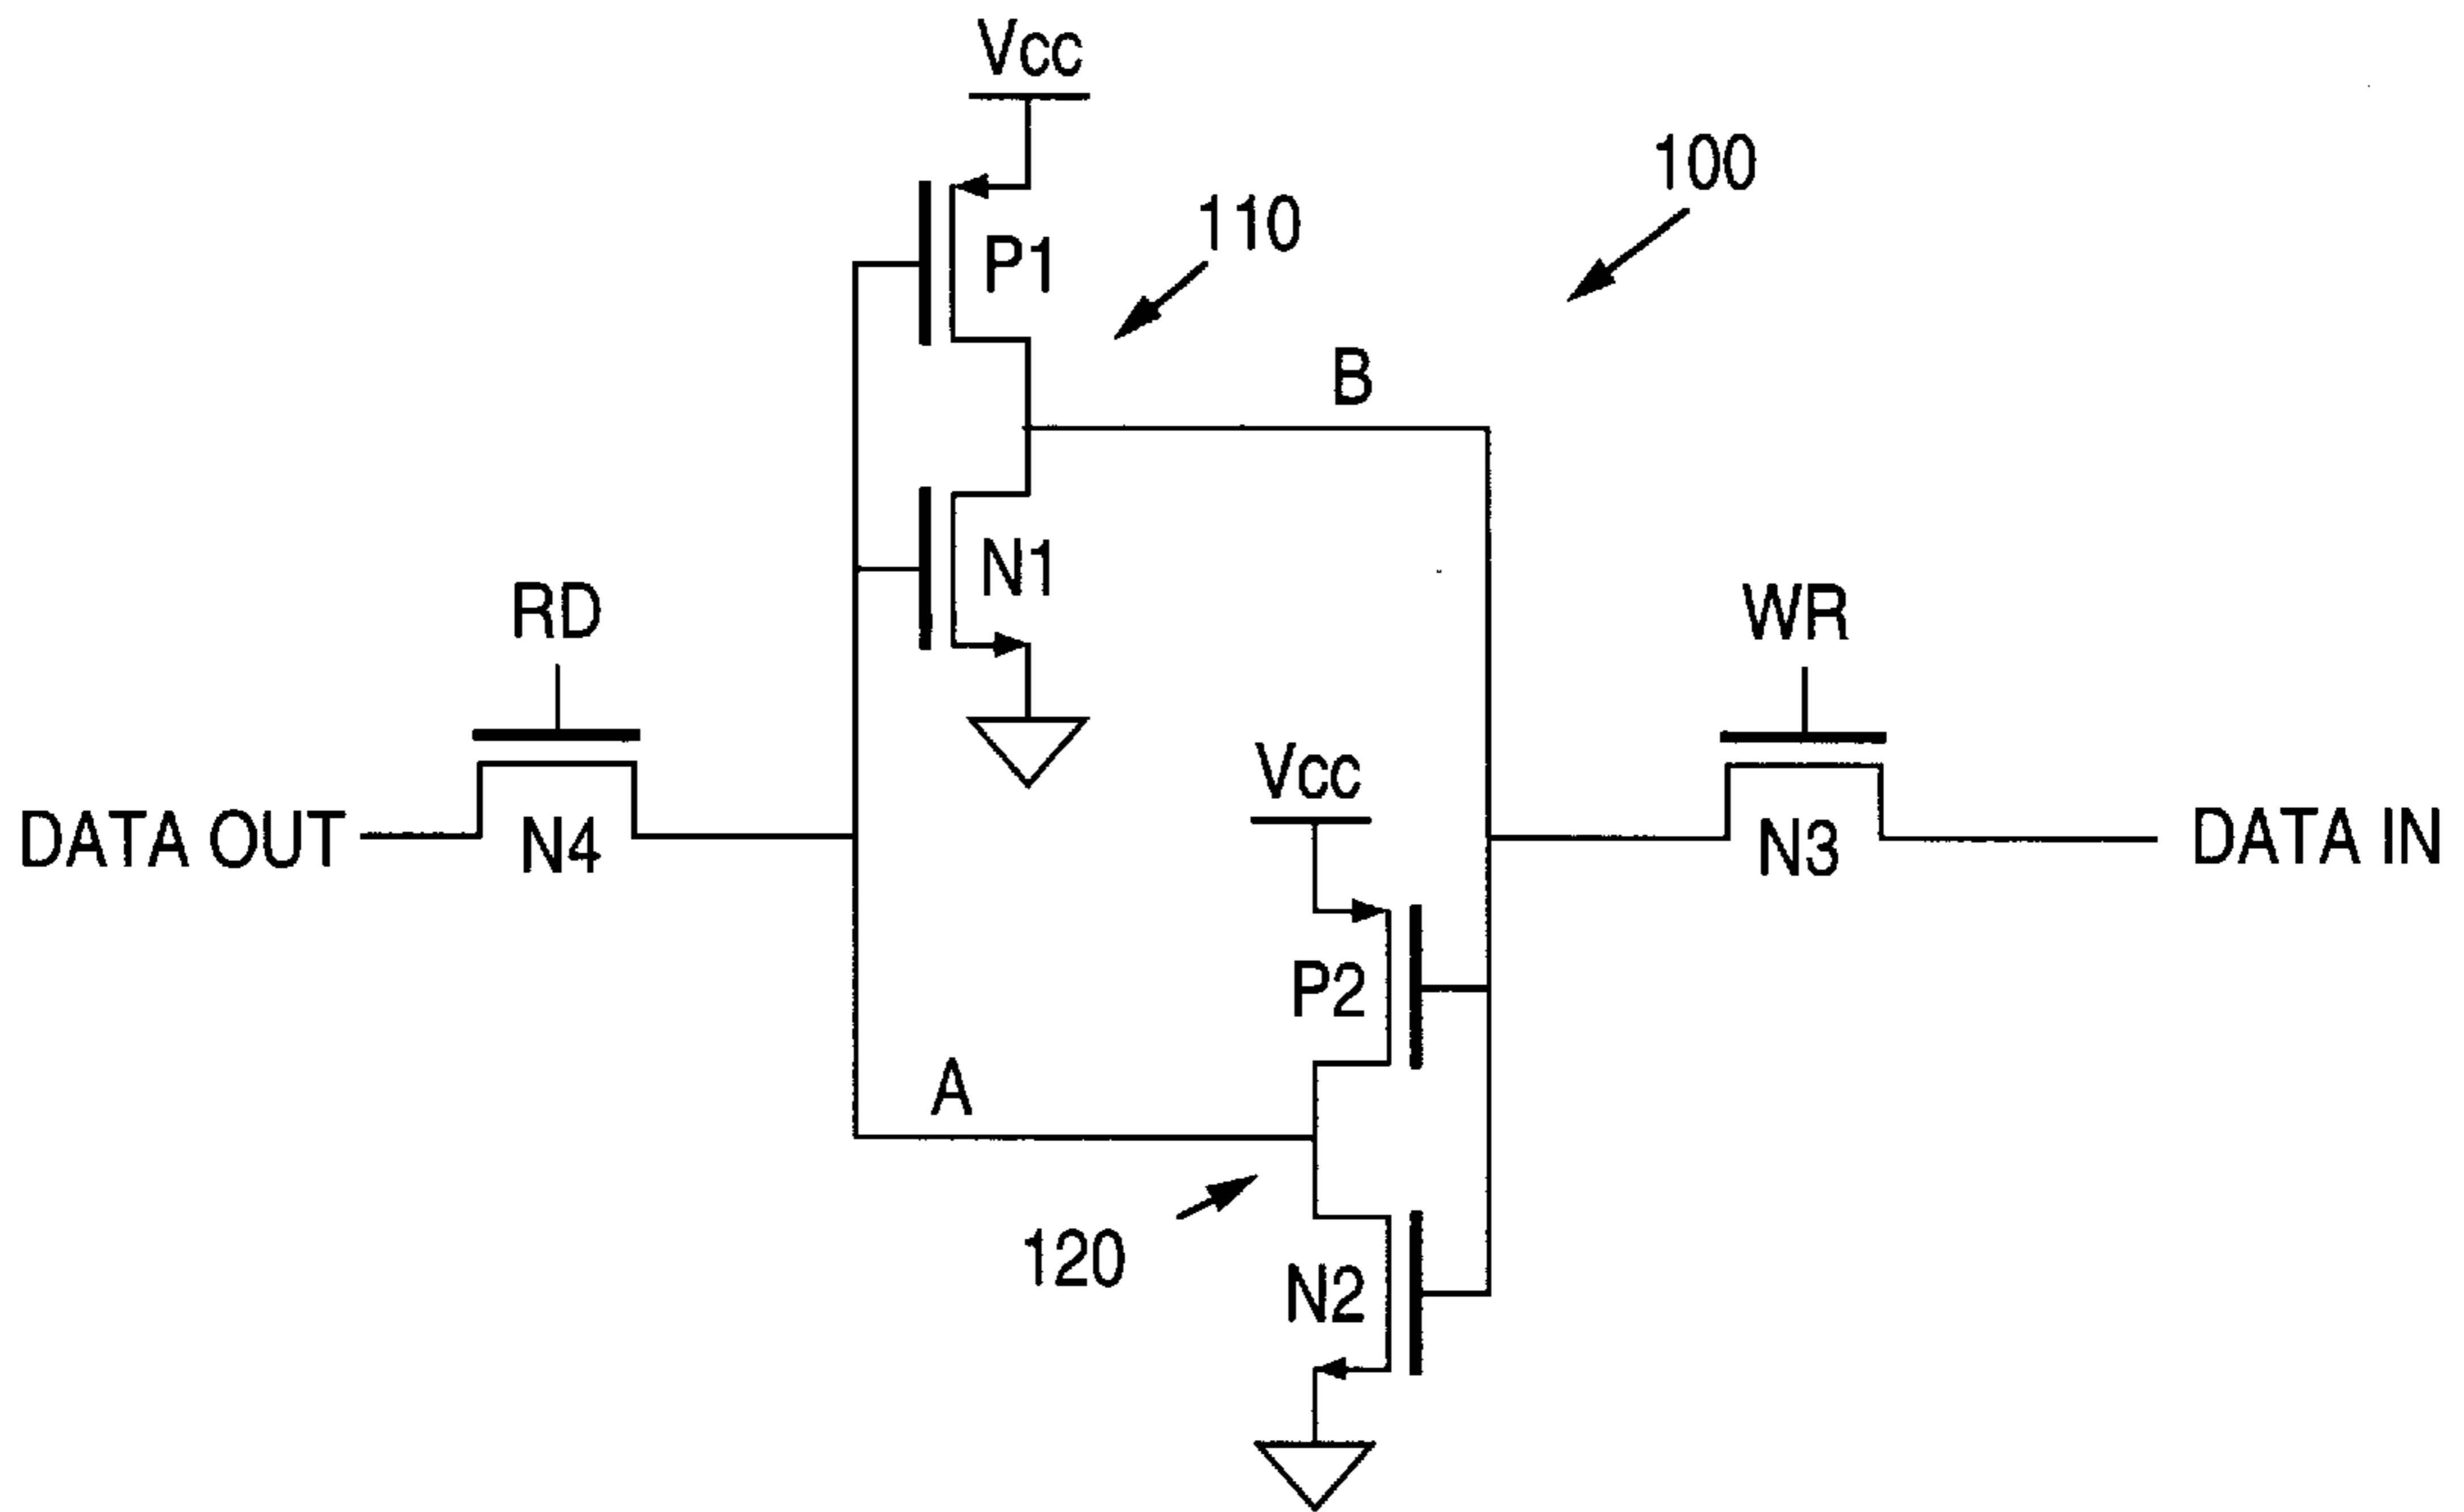 Vcc
100
110
P1
B
N1
RD
WR
Vcc
DATA OUT
N4
N3
DATA IN
P2
A
120
N2